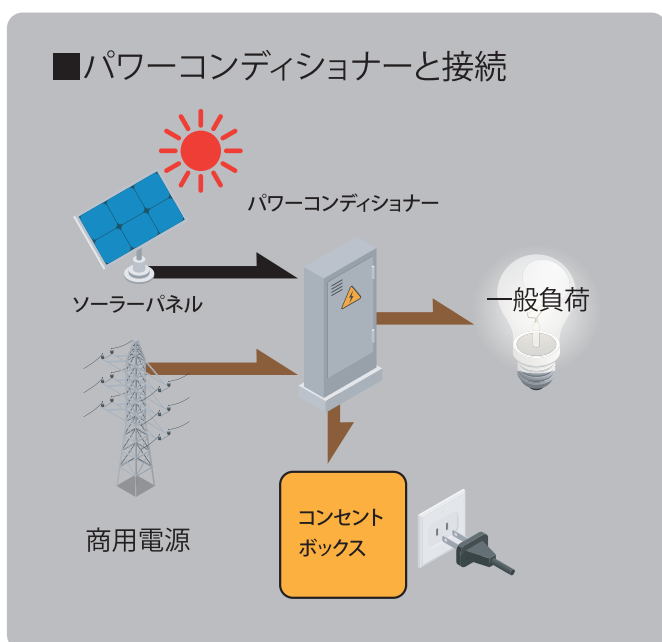 ■パワーコンディショナーと接続
パワーコンディショナー
ソーラーパネル
一般負荷
商用電源
コンセント
ボックス